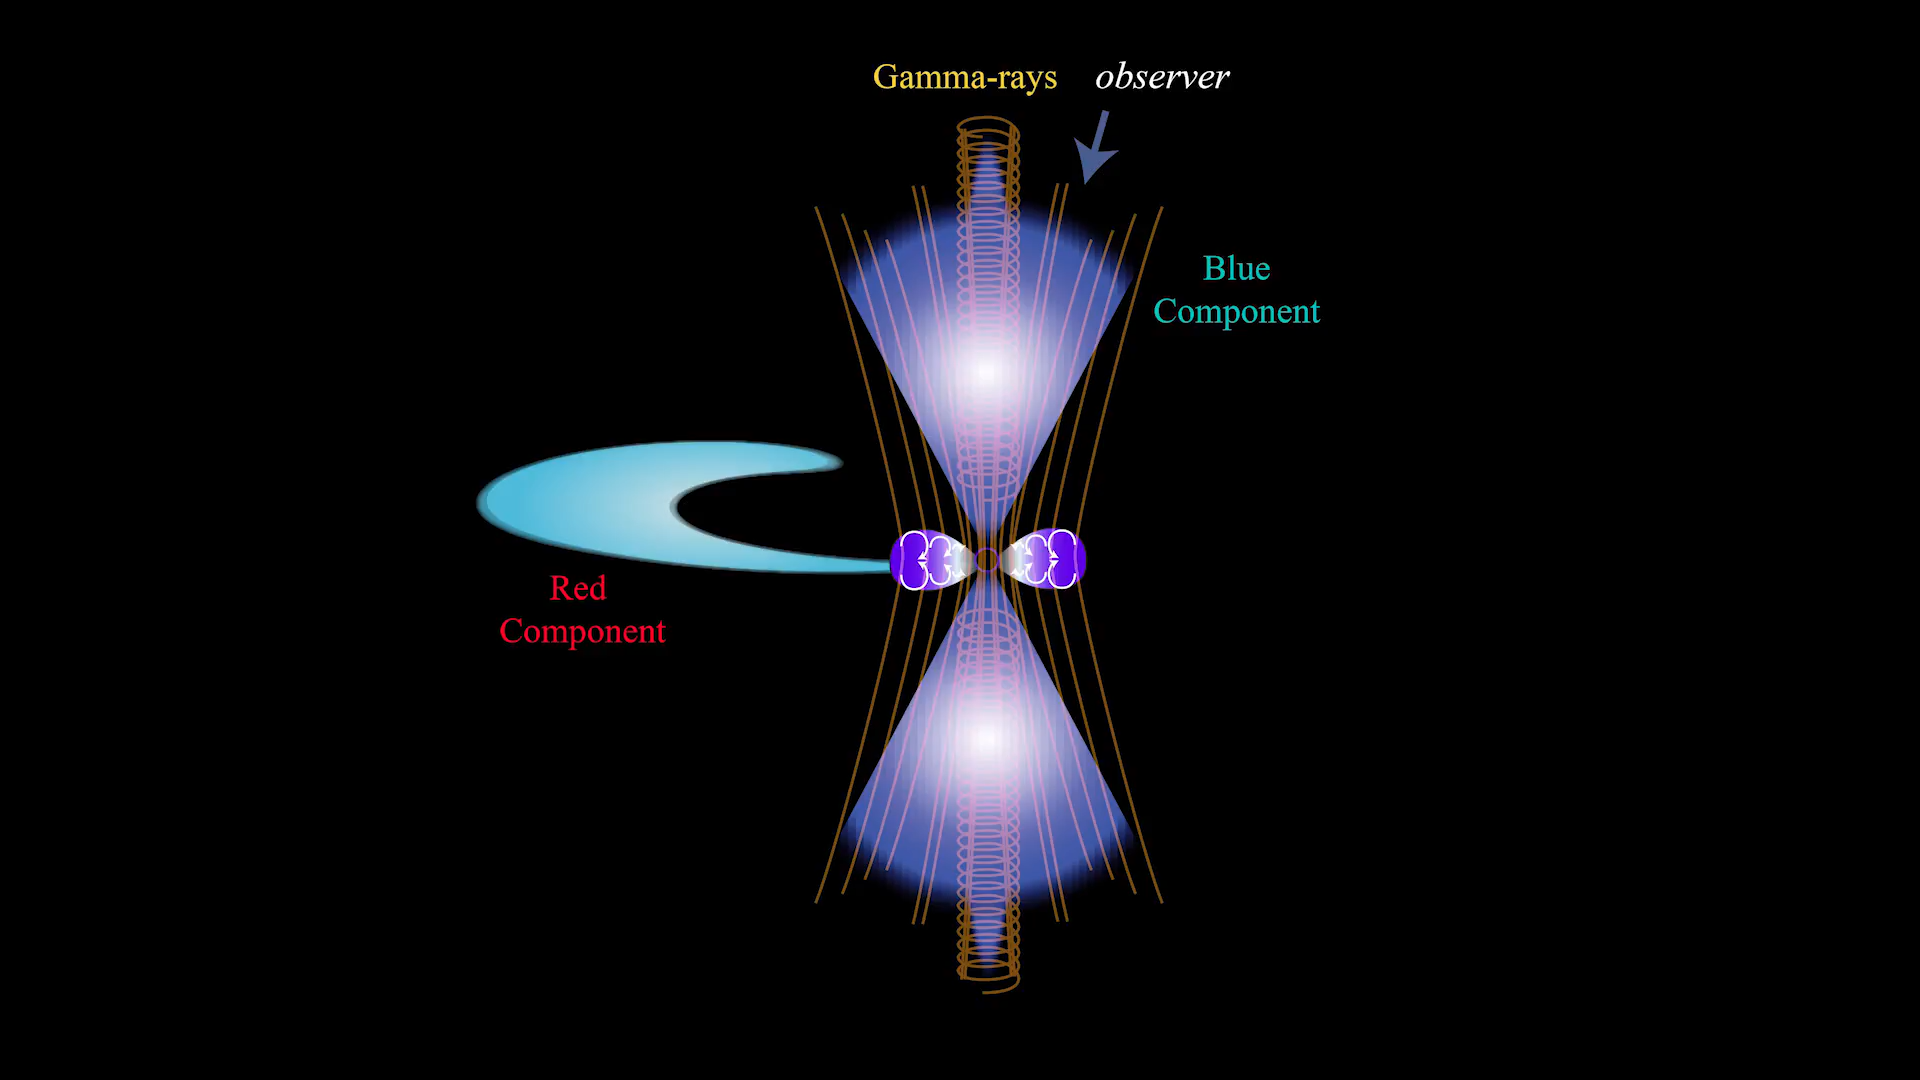 Gamma-rays observer
Blue
Component
Red
Component